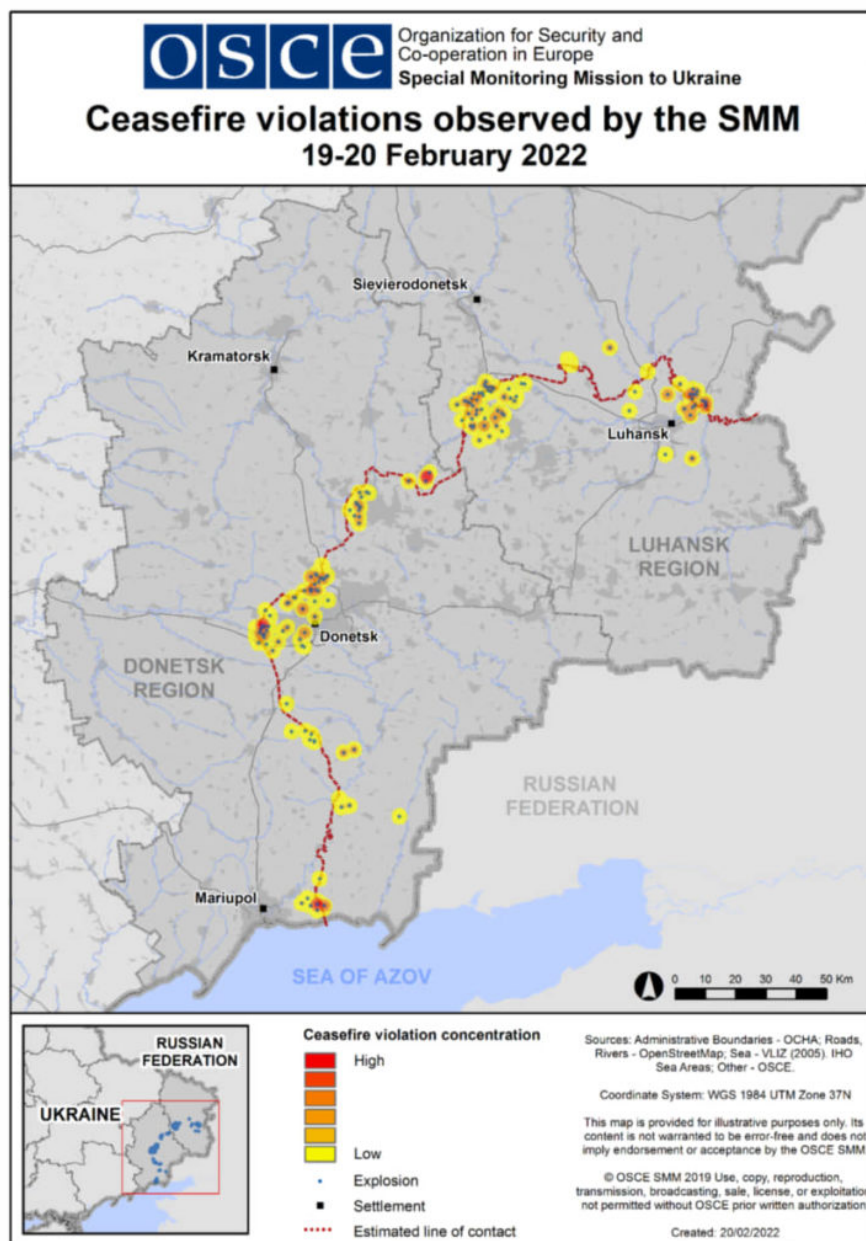 osce
Organization for Security and
Co-operation in Europe
Special Monitoring Mission to Ukraine
Ceasefire violations observed by the SMM
19-20 February 2022
Sievierodonetsk
Kramatorsk
Luhansk
LUHANSK
REGION
Donetsk
DONETSK
REGION
RUSSIAN
FEDERATION
Mariupol
SEA OF AZOV
0 10 20 30 40 50 Km
RUSSIAN
FEDERATION
UKRAINE
Ceasefire violation concentration
High
Low
Explosion
Settlement
Estimated line of contact
Sources: Administrative Boundaries - OCHA; Roads,
Rivers - OpenStreetMap; Sea - VLIZ (2005). IHO
Sea Areas; Other - OSCE.
Coordinate System: WGS 1984 UTM Zone 37N
This map is provided for illustrative purposes only. Its
content is not warranted to be error-free and does not
imply endorsement or acceptance by the OSCE SMM
© OSCE SMM 2019 Use, copy, reproduction,
transmission, broadcasting, sale, license, or exploitation
not permitted without OSCE prior written authorization
Created: 20/02/2022